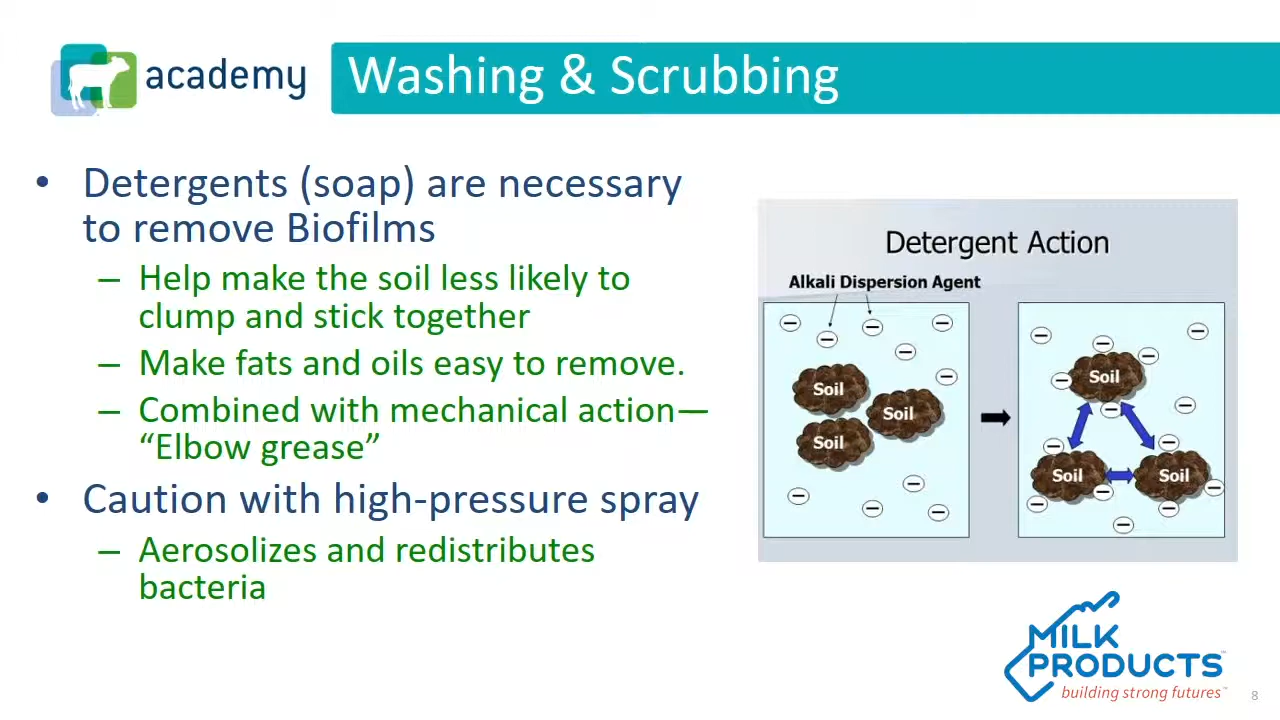 academy
Washing & Scrubbing
• Detergents (soap) are necessary
to remove Biofilms
– Help make the soil less likely to
clump and stick together
– Make fats and oils easy to remove.
– Combined with mechanical action—
“Elbow grease”
• Caution with high-pressure spray
– Aerosolizes and redistributes
bacteria
Detergent Action
Alkali Dispersion Agent
Soil
Soil
Soil
Soil
Soil
Soil
MILK
PRODUCTS™
building strong futures™
8